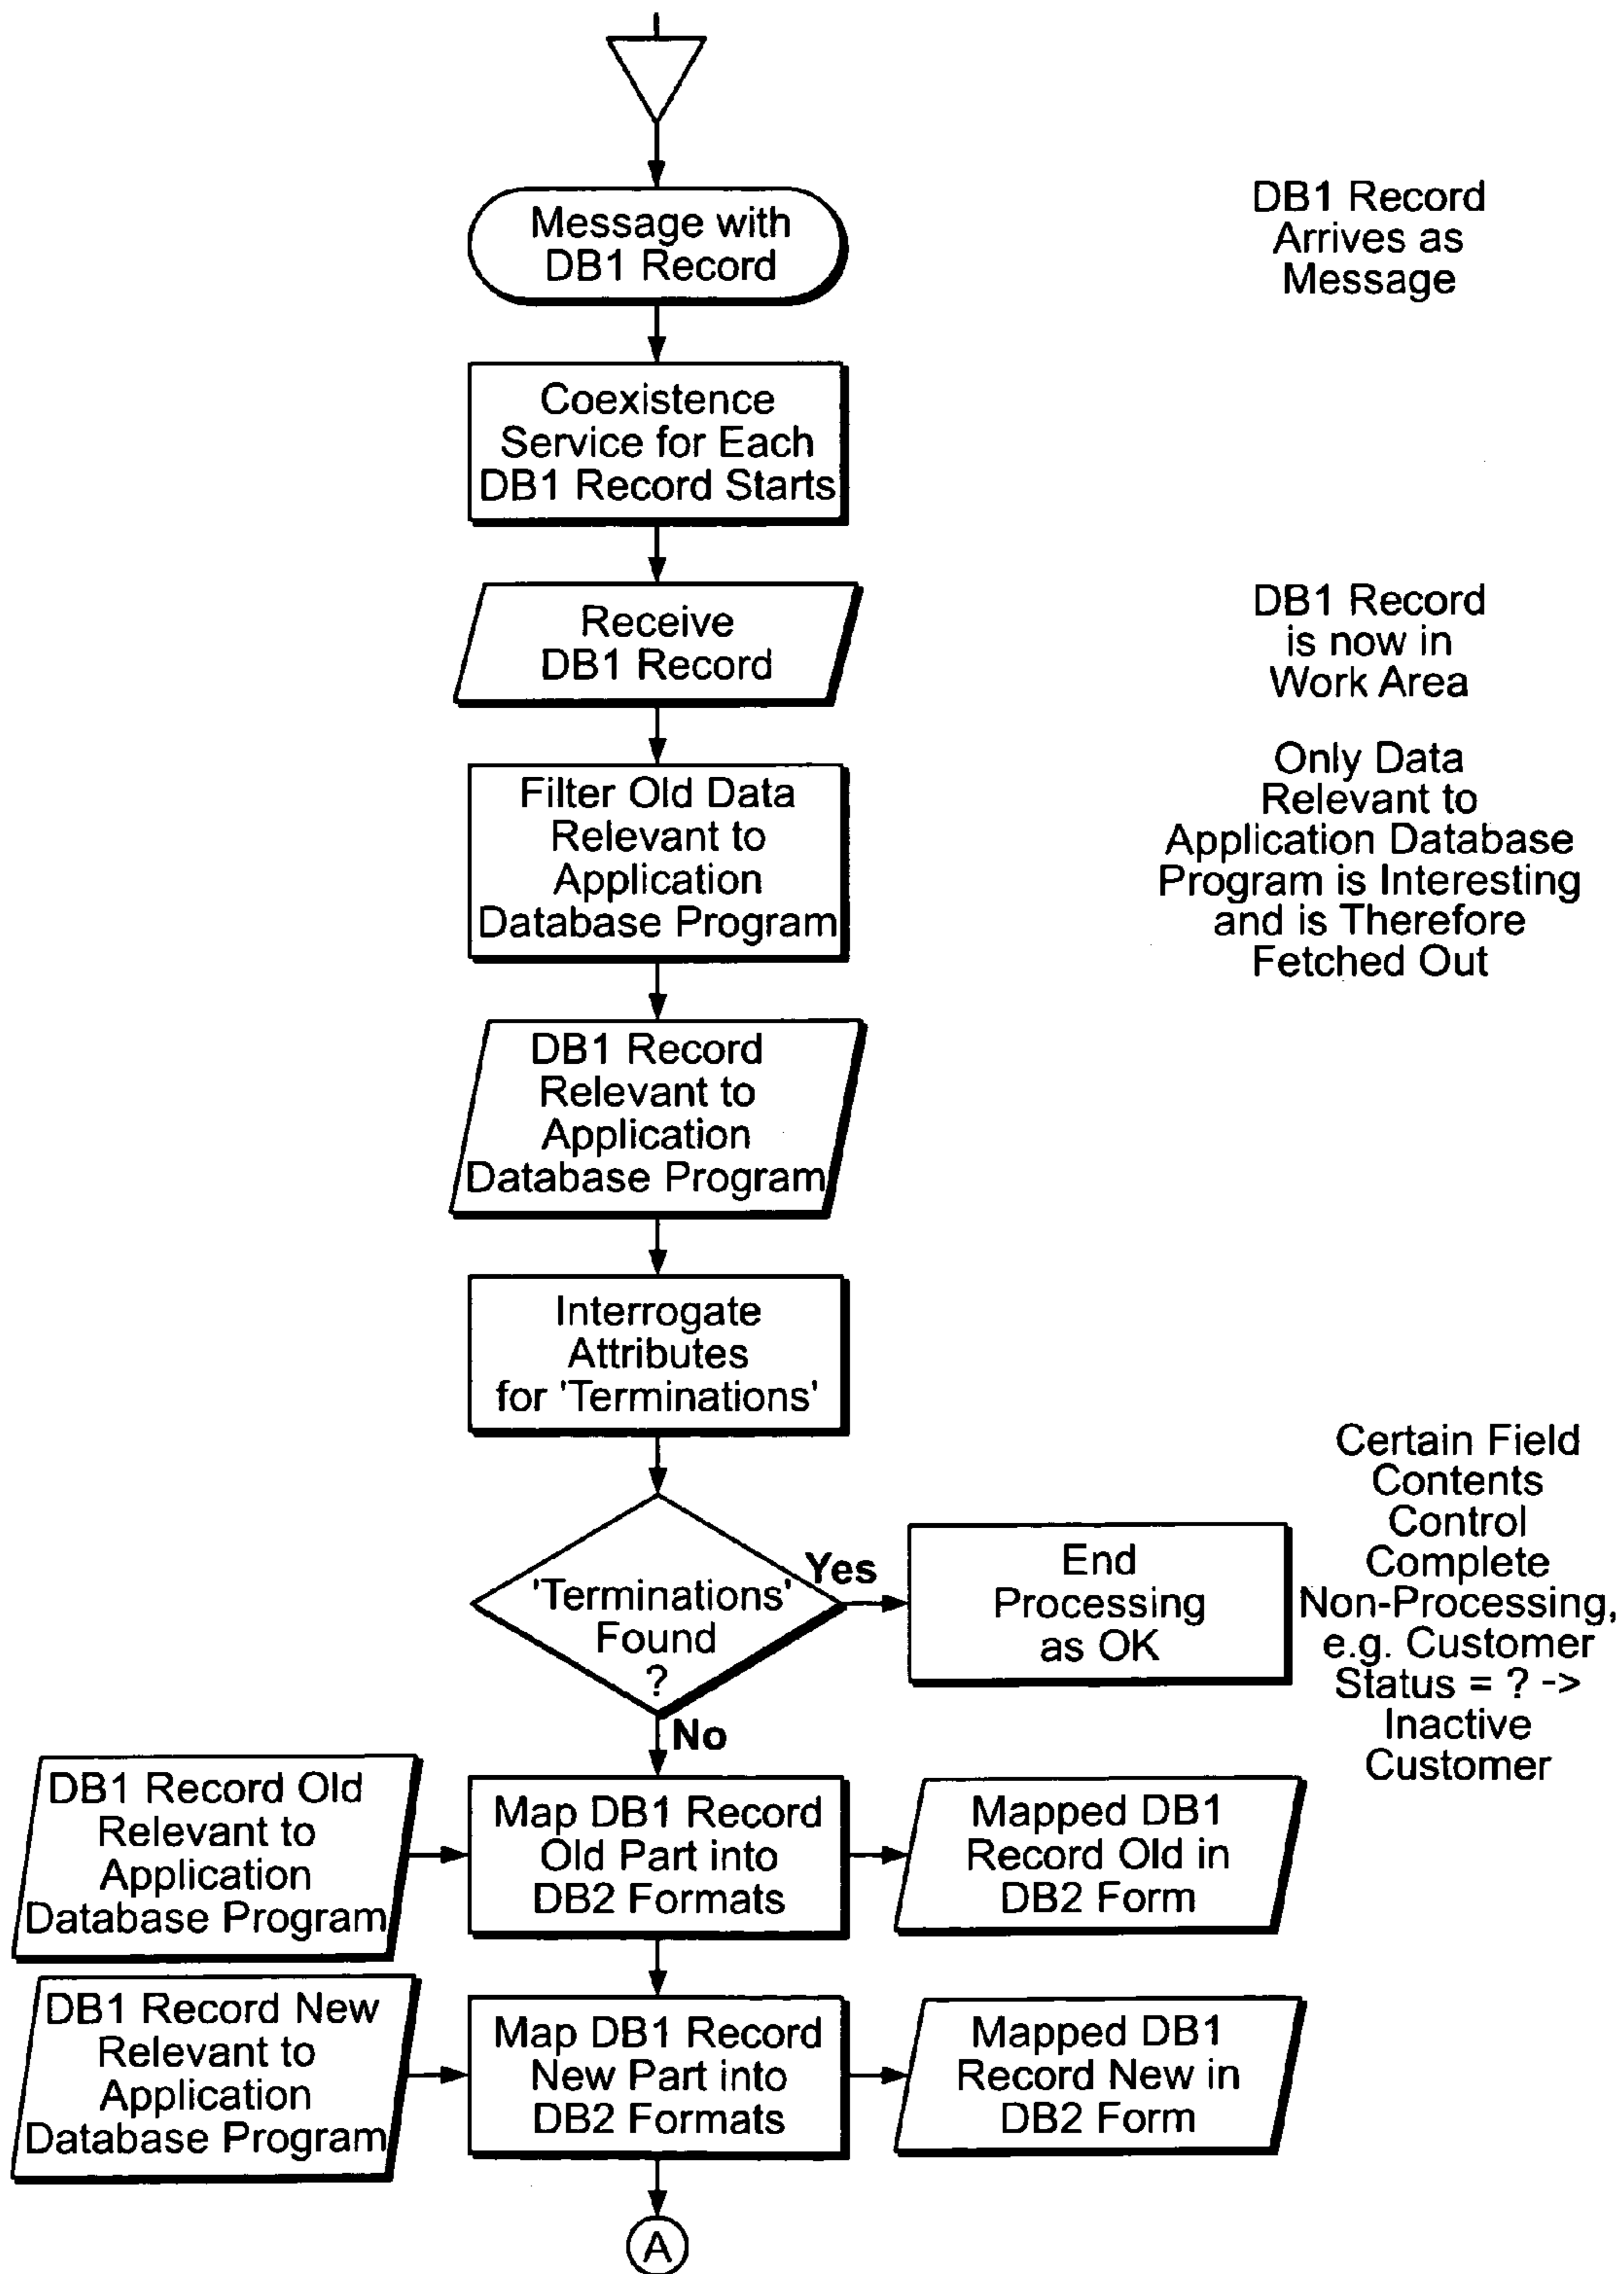 Message with
DB1 Record
DB1 Record
Arrives as
Message
Coexistence
Service for Each
DB1 Record Starts
Receive
DB1 Record
DB1 Record
is now in
Work Area
Filter Old Data
Relevant to
Application
Database Program
Only Data
Relevant to
Application Database
Program is Interesting
and is Therefore
Fetched Out
DB1 Record
Relevant to
Application
Database Program
Interrogate
Attributes
for 'Terminations'
'Terminations'
Found
?
Yes
No
End
Processing
as OK
Certain Field
Contents
Control
Complete
Non-Processing,
e.g. Customer
Status = ? ->
Inactive
Customer
DB1 Record Old
Relevant to
Application
Database Program
Map DB1 Record
Old Part into
DB2 Formats
Mapped DB1
Record Old in
DB2 Form
DB1 Record New
Relevant to
Application
Database Program
Map DB1 Record
New Part into
DB2 Formats
Mapped DB1
Record New in
DB2 Form
A